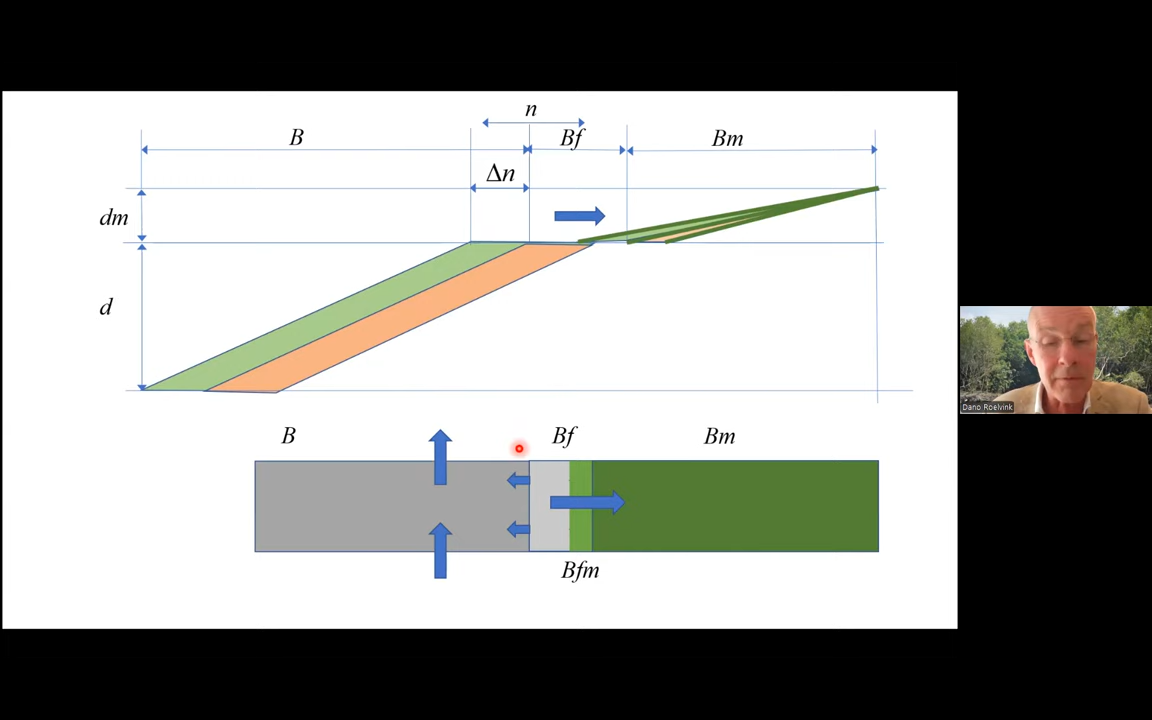 n
B Bf Bm
Δn
dm
d
B Bf Bm
Bfm
Dano Roelvink